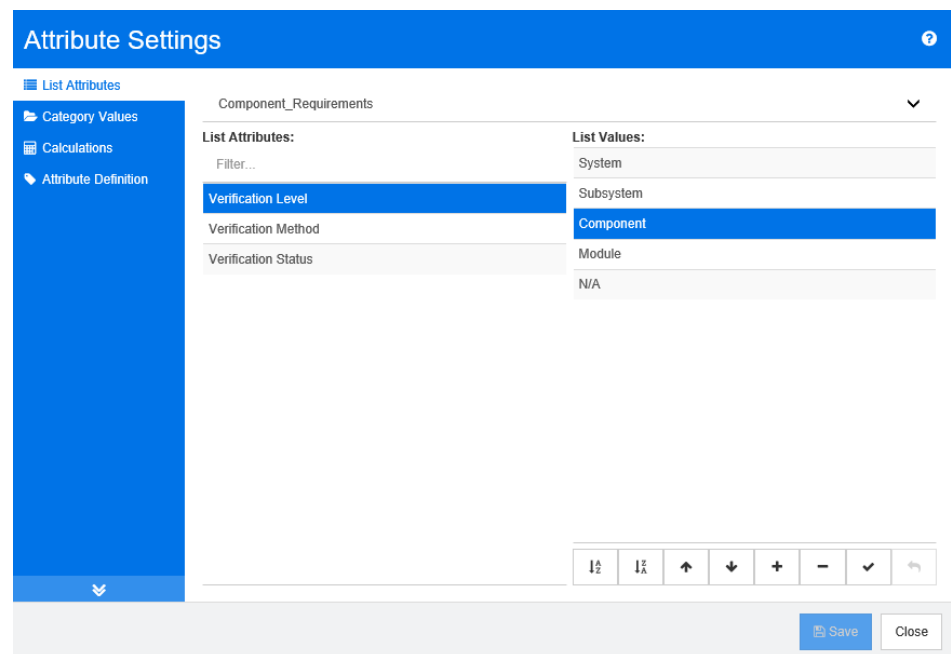 Attribute Settings
List Attributes
Category Values
Calculations
Attribute Definition
Component_Requirements
List Attributes:
Filter...
Verification Level
Verification Method
Verification Status
List Values:
System
Subsystem
Component
Module
N/A
Save
Close